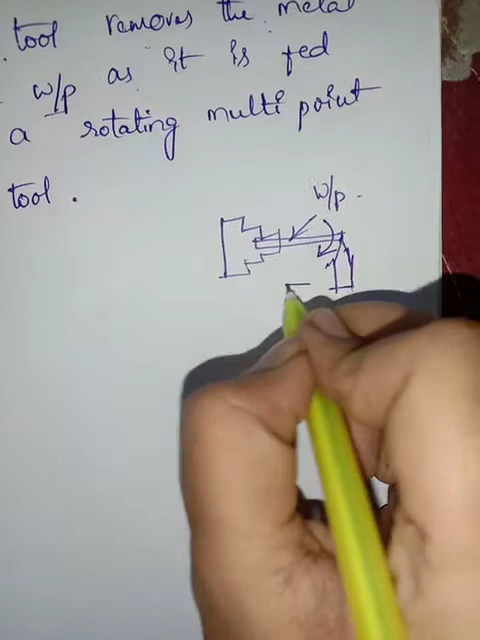 tool removes the metal
w/p as it is fed
a rotating multi point
tool.
w/p.